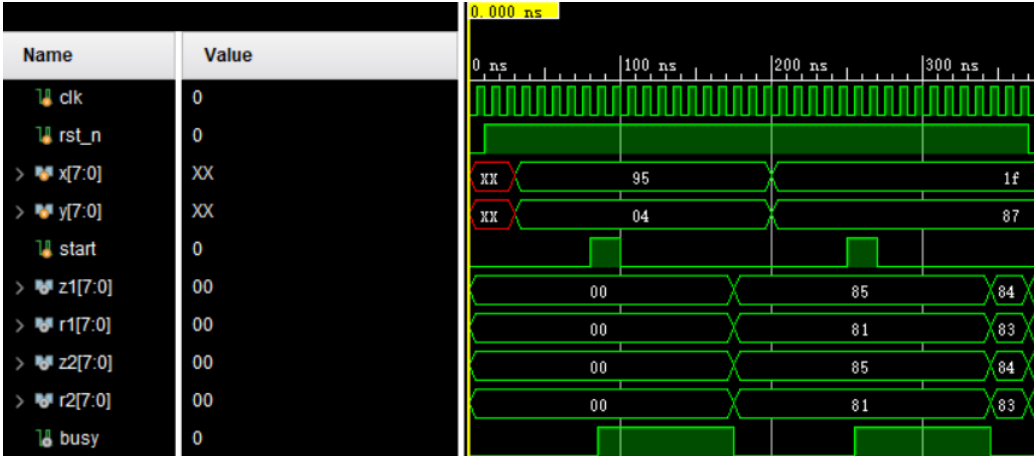 0.000 ns
Name Value
0 ns 100 ns 200 ns 300 ns
clk 0
rst_n 0
x[7:0] XX XX 95 1f
y[7:0] XX XX 04 87
start 0
z1[7:0] 00 00 85 84
r1[7:0] 00 00 81 83
z2[7:0] 00 00 85 84
r2[7:0] 00 00 81 83
busy 0